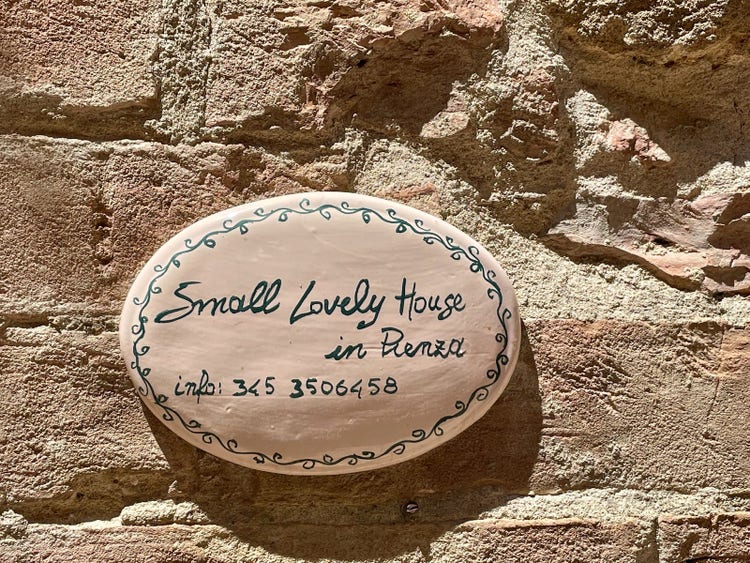 Small Lovely House
in Pienza
info: 345 3506458